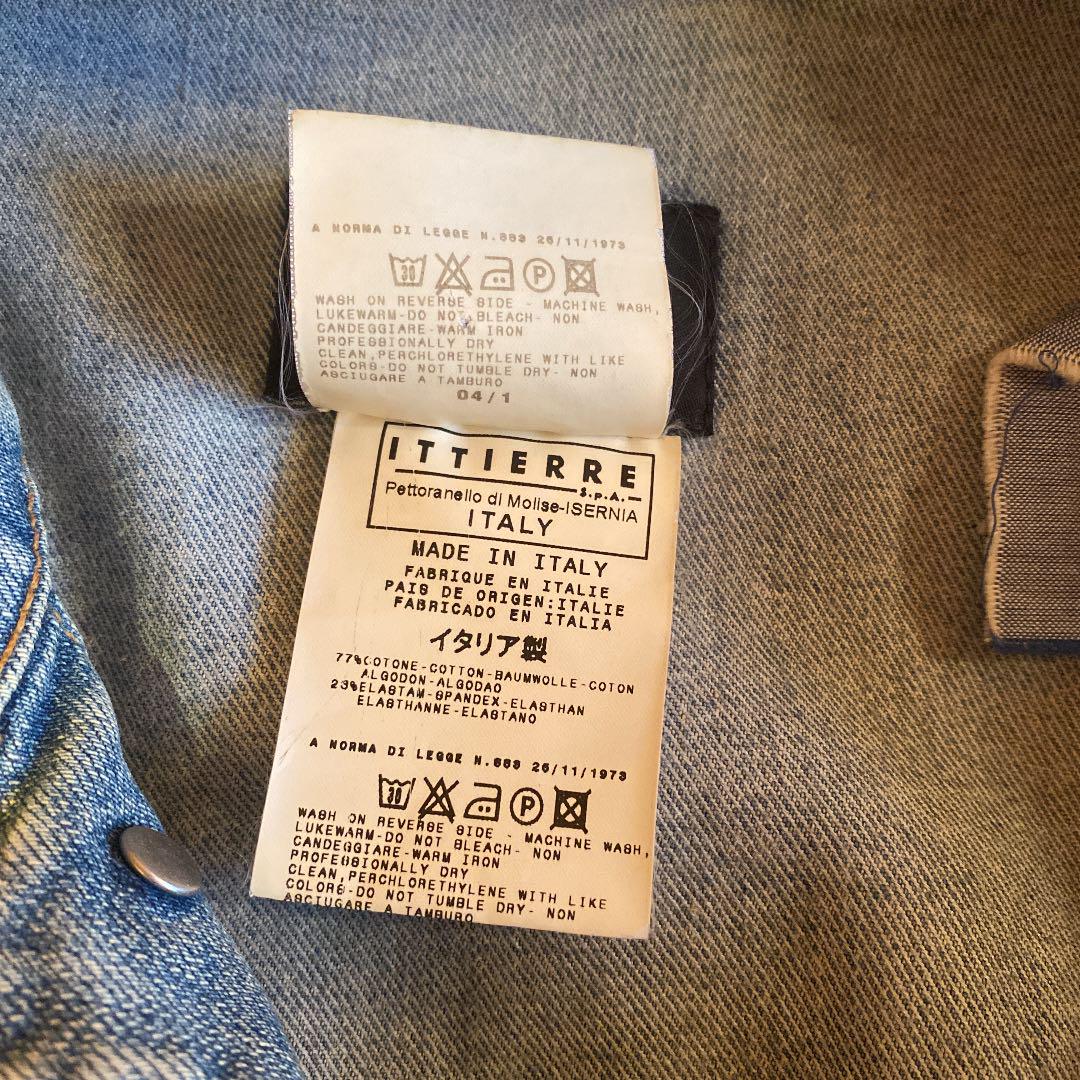 A NORMA DI LEGGE N.883 26/11/1973
30 P
WASH ON REVERSE SIDE - MACHINE WASH,
LUKEWARM-DO NOT BLEACH- NON
CANDEGGIARE-WARM IRON
PROFESSIONALLY DRY
CLEAN,PERCHLORETHYLENE WITH LIKE
COLORS-DO NOT TUMBLE DRY- NON
ASCIUGARE A TAMBURO
04/1
ITTIERRE
S.p.A.
Pettoranello di Molise-ISERNIA
ITALY
MADE IN ITALY
FABRIQUE EN ITALIE
PAIS DE ORIGEN:ITALIE
FABRICADO EN ITALIA
イタリア製
77%COTONE-COTTON-BAUMWOLLE-COTON
ALGODON-ALGODAO
23%ELASTAM-SPANDEX-ELASTHAN
ELASTHANNE-ELASTANO
A NORMA DI LEGGE N.883 26/11/1973
30 P
WASH ON REVERSE SIDE - MACHINE WASH,
LUKEWARM-DO NOT BLEACH- NON
CANDEGGIARE-WARM IRON
PROFESSIONALLY DRY
CLEAN,PERCHLORETHYLENE WITH LIKE
COLORS-DO NOT TUMBLE DRY- NON
ASCIUGARE A TAMBURO